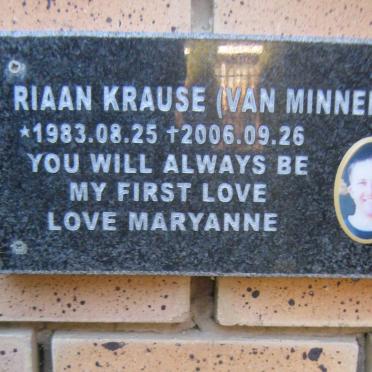 RIAAN KRAUSE (VAN MINNE
*1983.08.25 †2006.09.26
YOU WILL ALWAYS BE
MY FIRST LOVE
LOVE MARYANNE